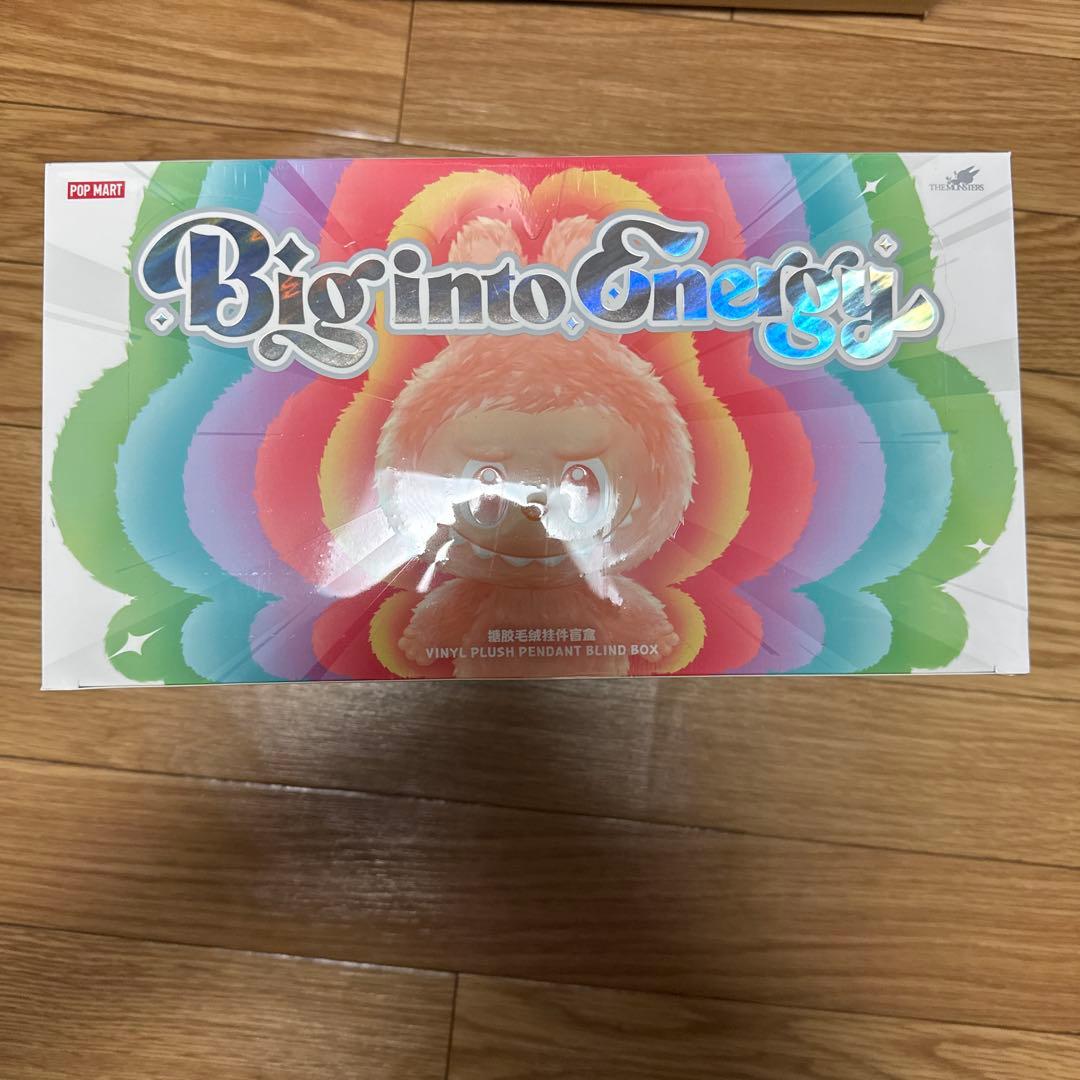 POP MART
THE MONSTERS
Big into Energy
搪胶毛绒挂件盲盒
VINYL PLUSH PENDANT BLIND BOX